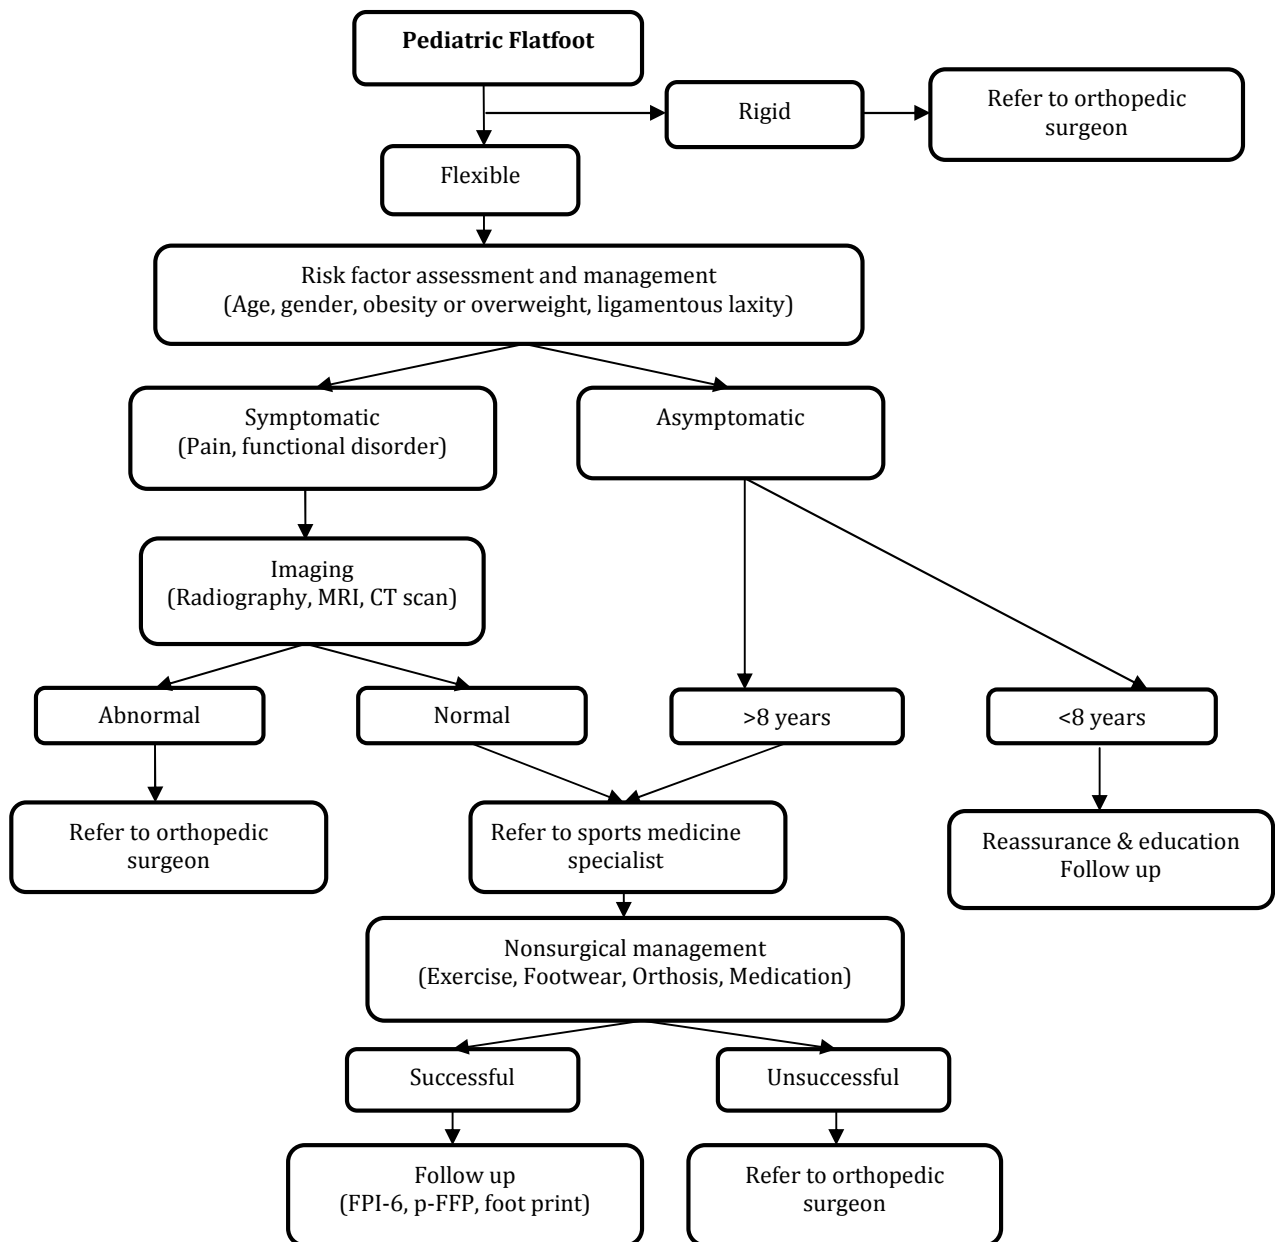 Pediatric Flatfoot
Rigid
Refer to orthopedic
surgeon
Flexible
Risk factor assessment and management
(Age, gender, obesity or overweight, ligamentous laxity)
Symptomatic
(Pain, functional disorder)
Asymptomatic
Imaging
(Radiography, MRI, CT scan)
Abnormal
Normal
>8 years
<8 years
Refer to orthopedic
surgeon
Refer to sports medicine
specialist
Reassurance & education
Follow up
Nonsurgical management
(Exercise, Footwear, Orthosis, Medication)
Successful
Unsuccessful
Follow up
(FPI-6, p-FFP, foot print)
Refer to orthopedic
surgeon